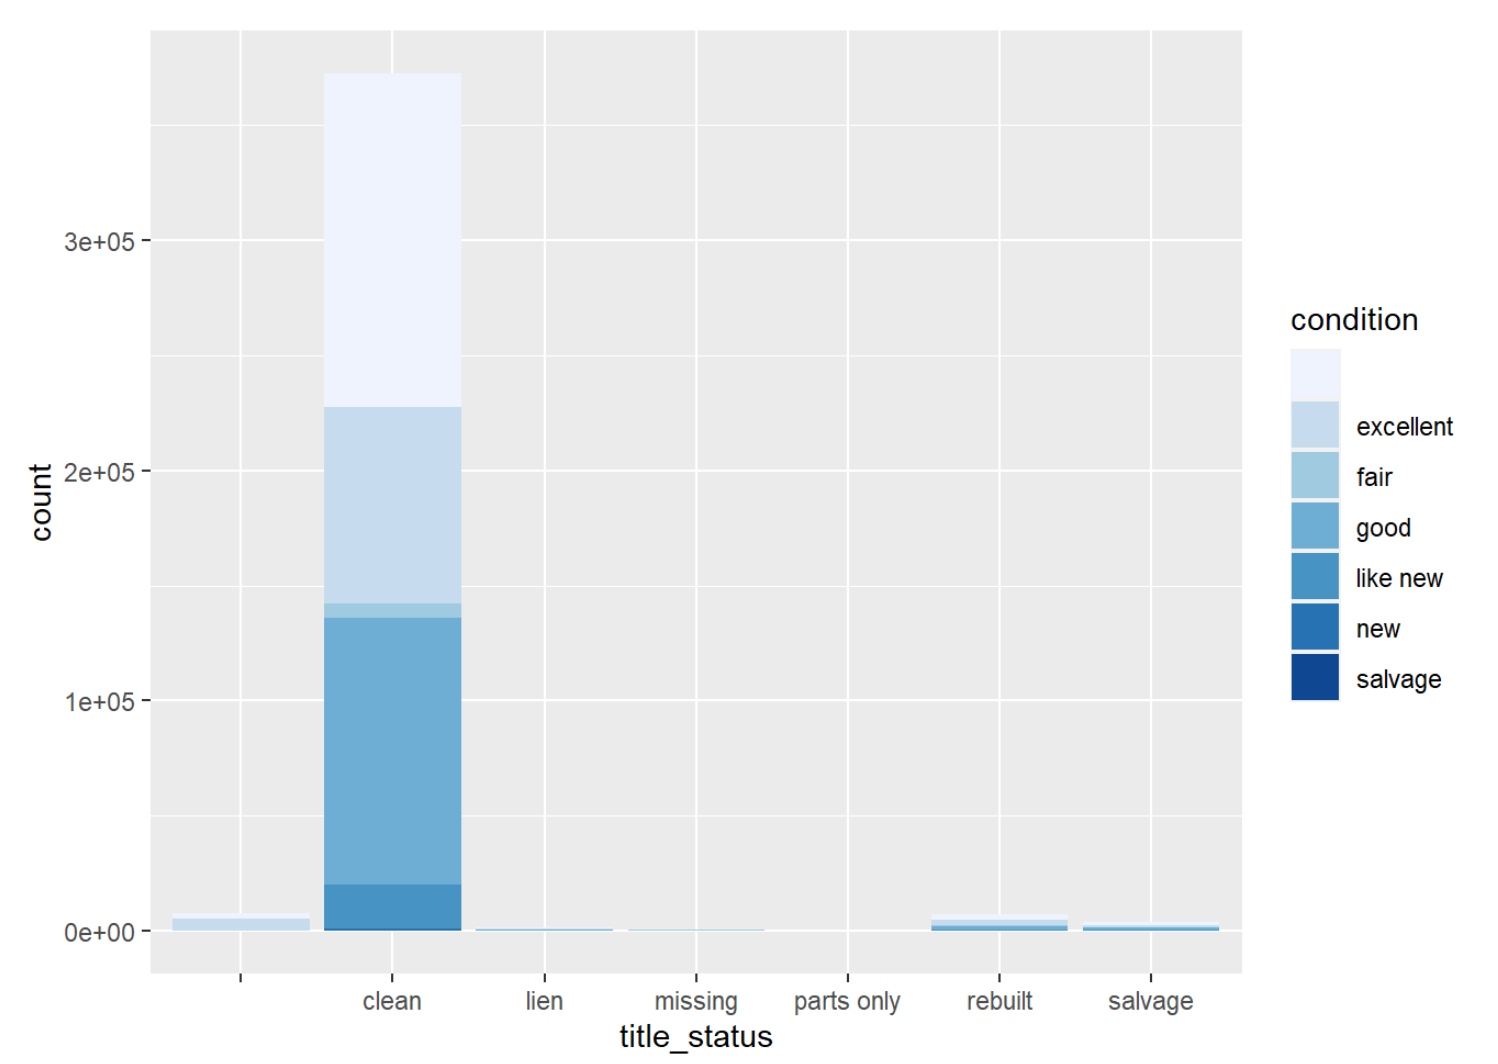 3e+05
2e+05
1e+05
0e+00
count
clean lien missing parts only rebuilt salvage
title_status
condition
excellent
fair
good
like new
new
salvage